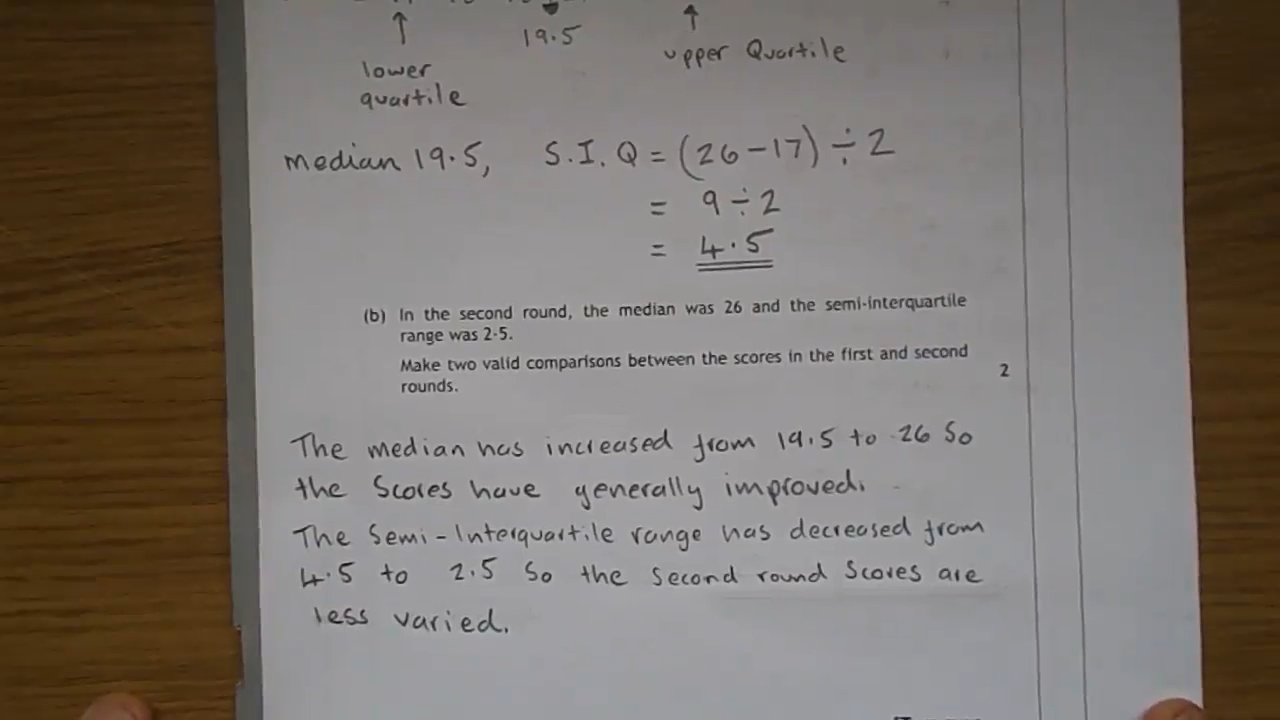 19.5
upper Quartile
lower
quartile
median 19.5, S.I.Q = (26-17) ÷ 2
= 9÷2
= 4.5
(b) In the second round, the median was 26 and the semi-interquartile
range was 2·5.
Make two valid comparisons between the scores in the first and second
rounds.
2
The median has increased from 19.5 to 26 So
the Scores have generally improved.
The Semi-Interquartile range has decreased from
4.5 to 2.5 So the second round Scores are
less varied.